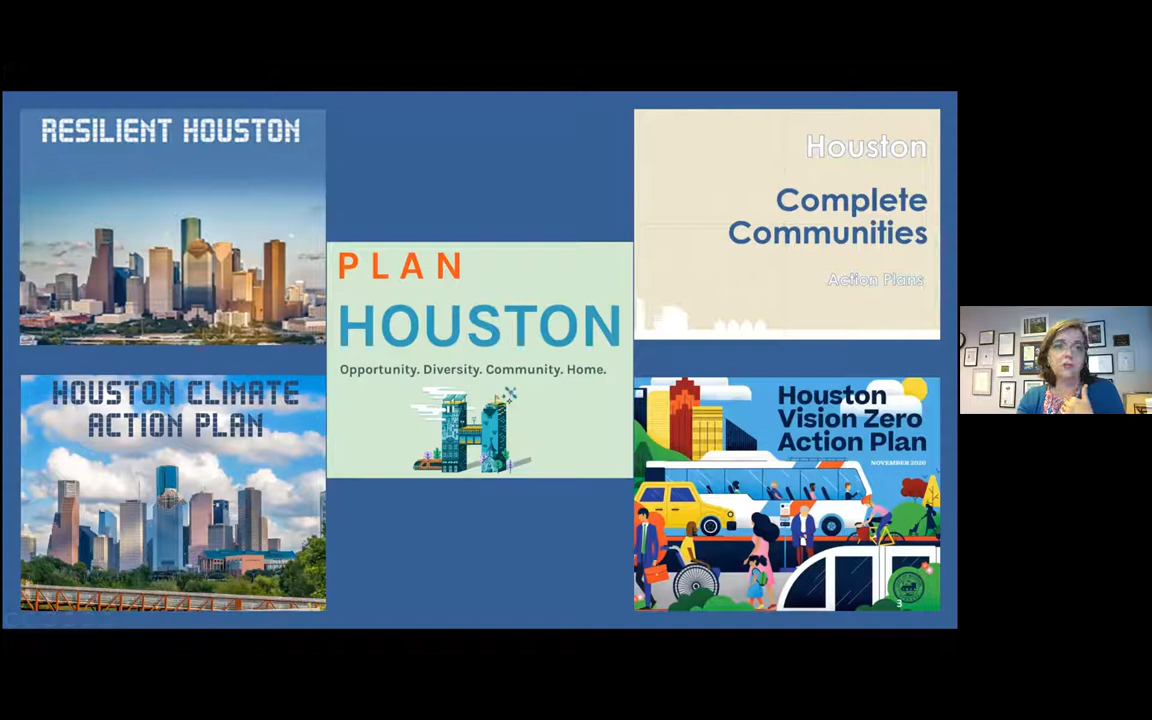 RESILIENT HOUSTON
HOUSTON CLIMATE
ACTION PLAN
PLAN
HOUSTON
Opportunity. Diversity. Community. Home.
Houston
Complete
Communities
Action Plans
Houston
Vision Zero
Action Plan
NOVEMBER 2020
3